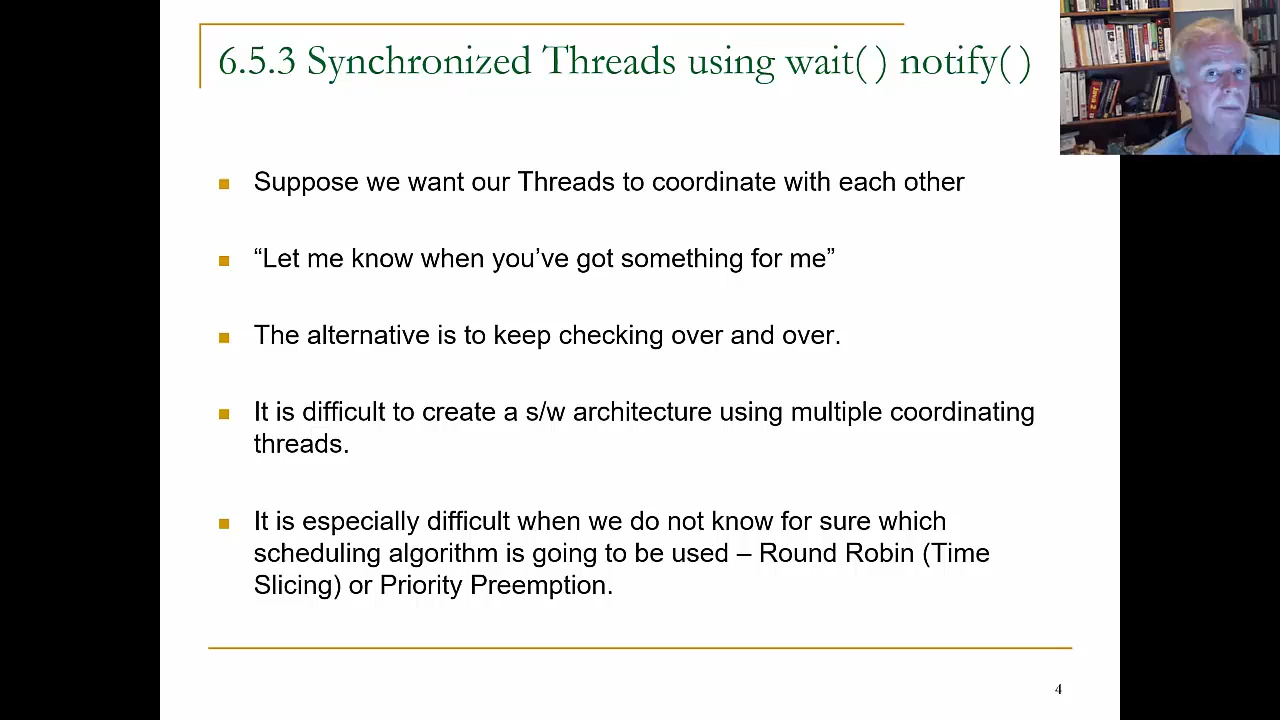 6.5.3 Synchronized Threads using wait( ) notify( )
Suppose we want our Threads to coordinate with each other
“Let me know when you’ve got something for me”
The alternative is to keep checking over and over.
It is difficult to create a s/w architecture using multiple coordinating
threads.
It is especially difficult when we do not know for sure which
scheduling algorithm is going to be used – Round Robin (Time
Slicing) or Priority Preemption.
4
Java 2